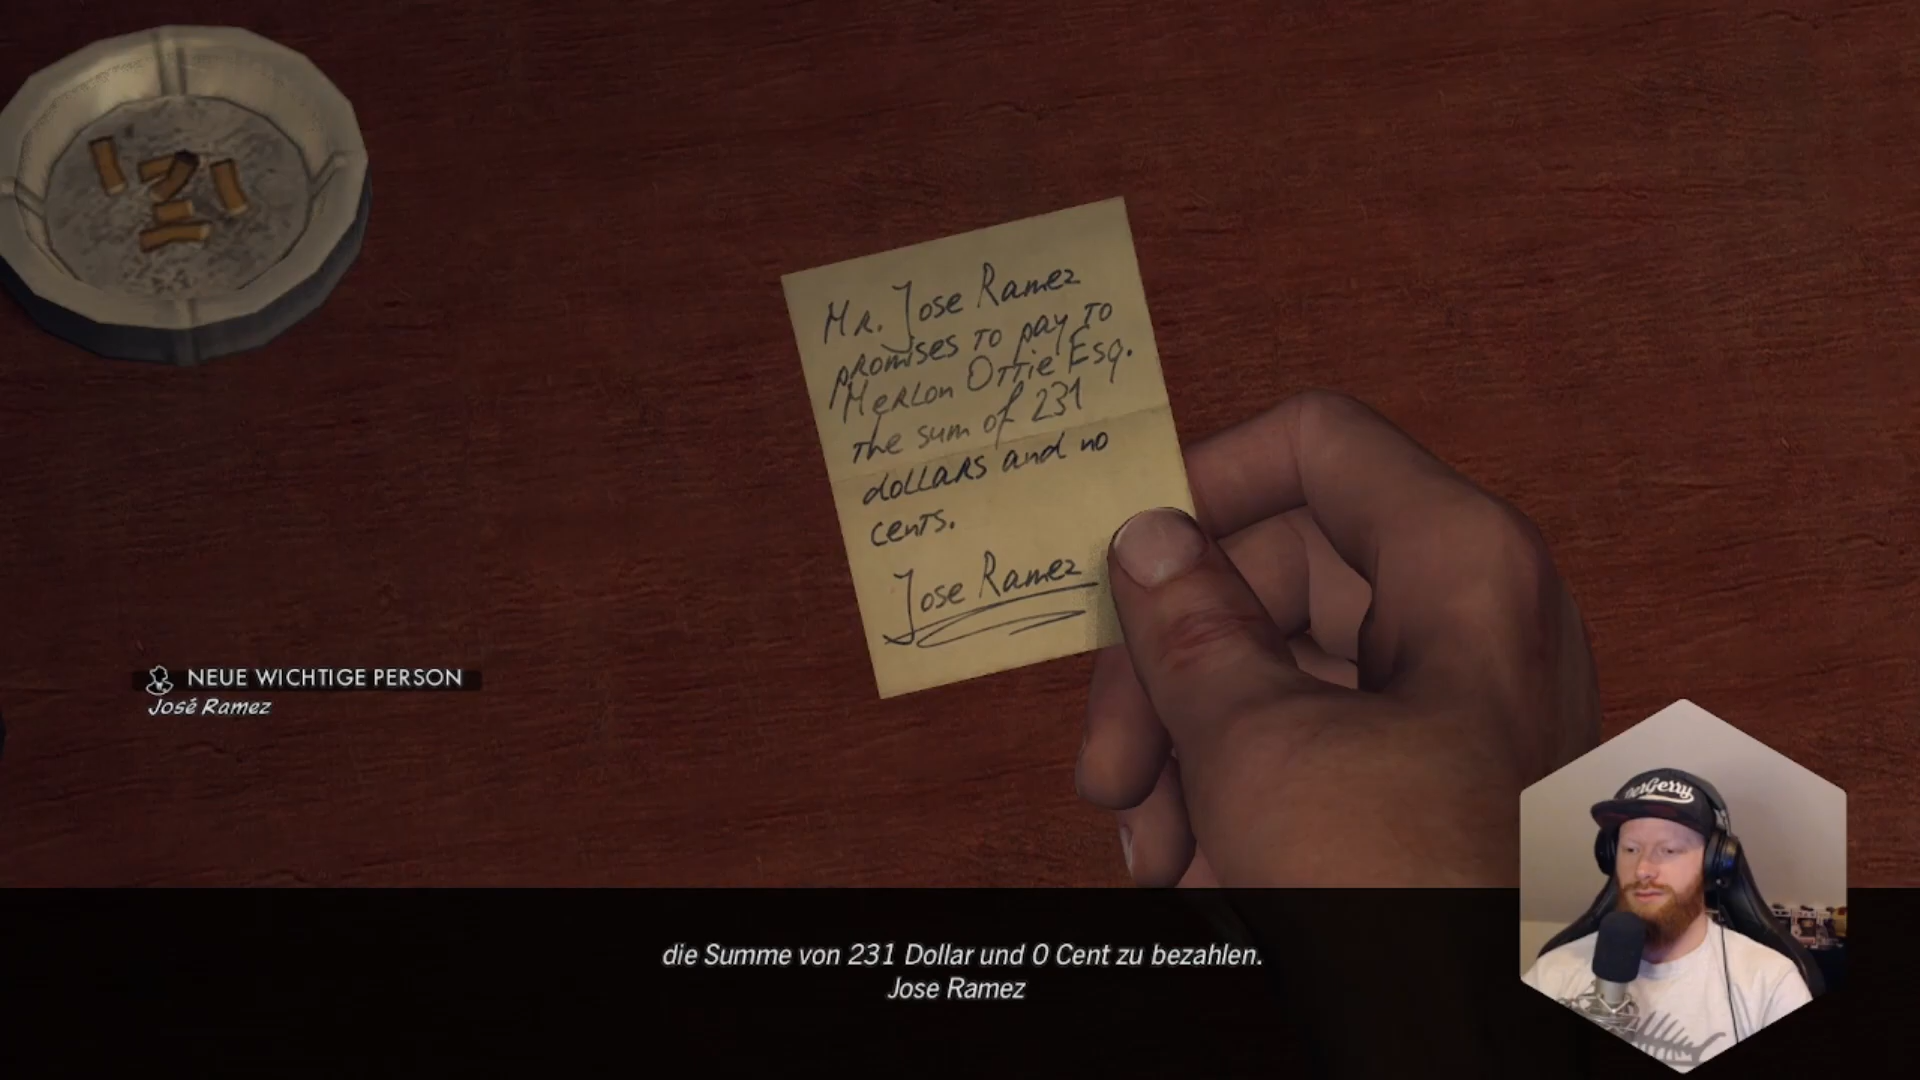 Mr. Jose Ramez
promises to pay to
Merlon Ottie Esq.
the sum of 231
dollars and no
cents.
Jose Ramez
NEUE WICHTIGE PERSON
José Ramez
die Summe von 231 Dollar und 0 Cent zu bezahlen.
Jose Ramez
DerGerry